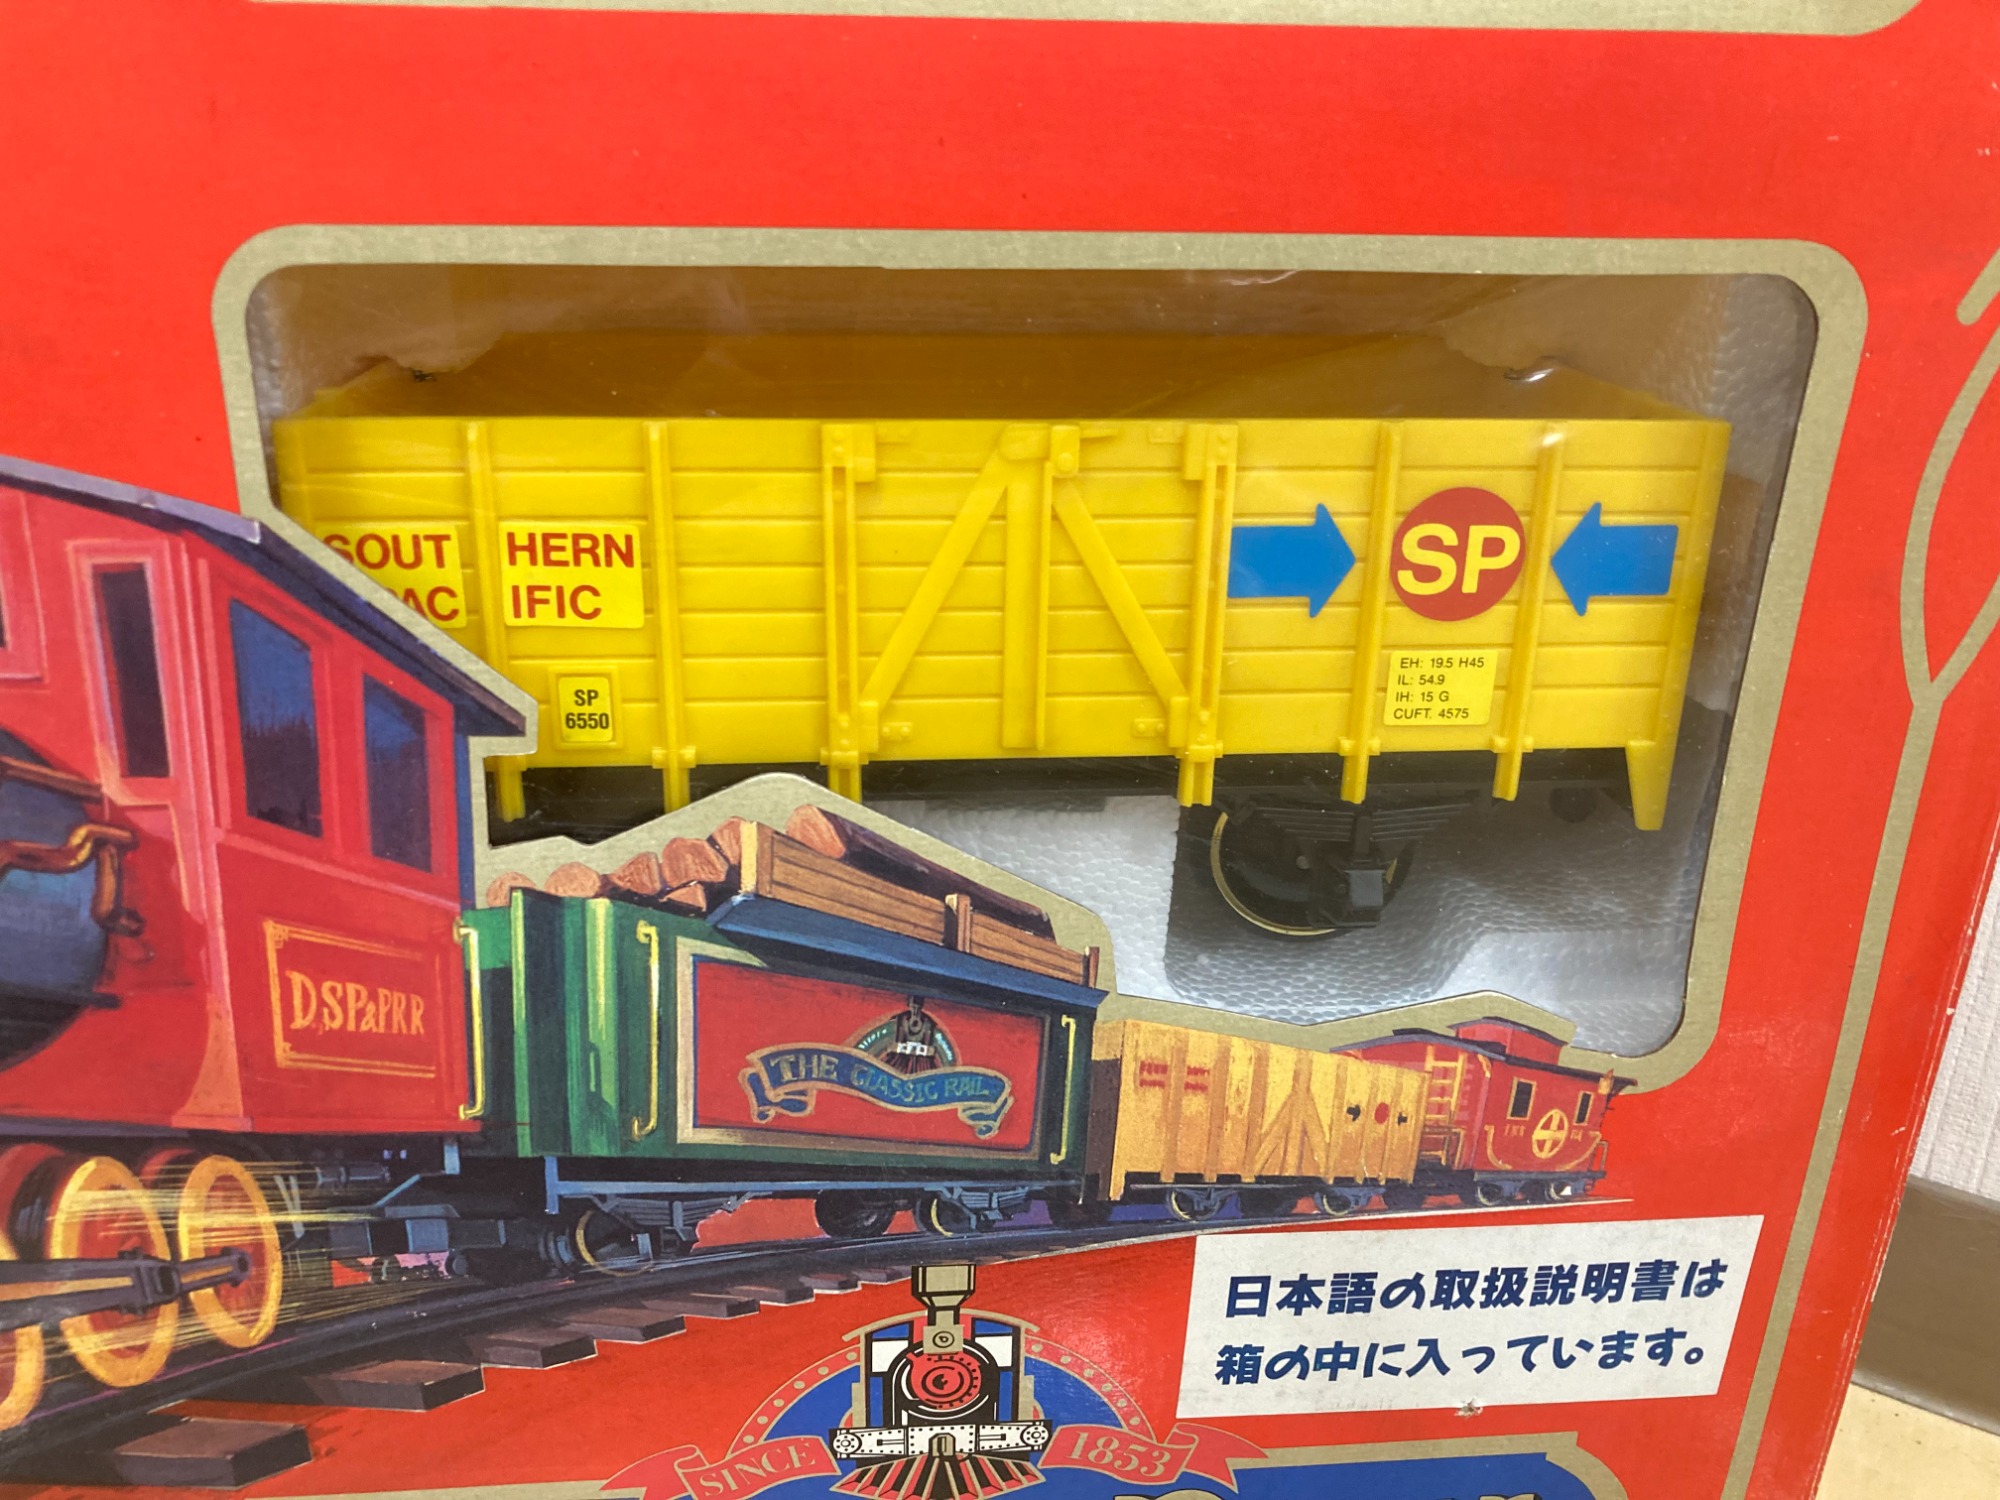 SOUT HERN
PAC IFIC
SP
SP
6550
EH: 19.5 H45
IL: 54.9
IH: 15 G
CUFT. 4575
D,SP&PRR
THE CLASSIC RAIL
日本語の取扱説明書は
箱の中に入っています。
SINCE 1853